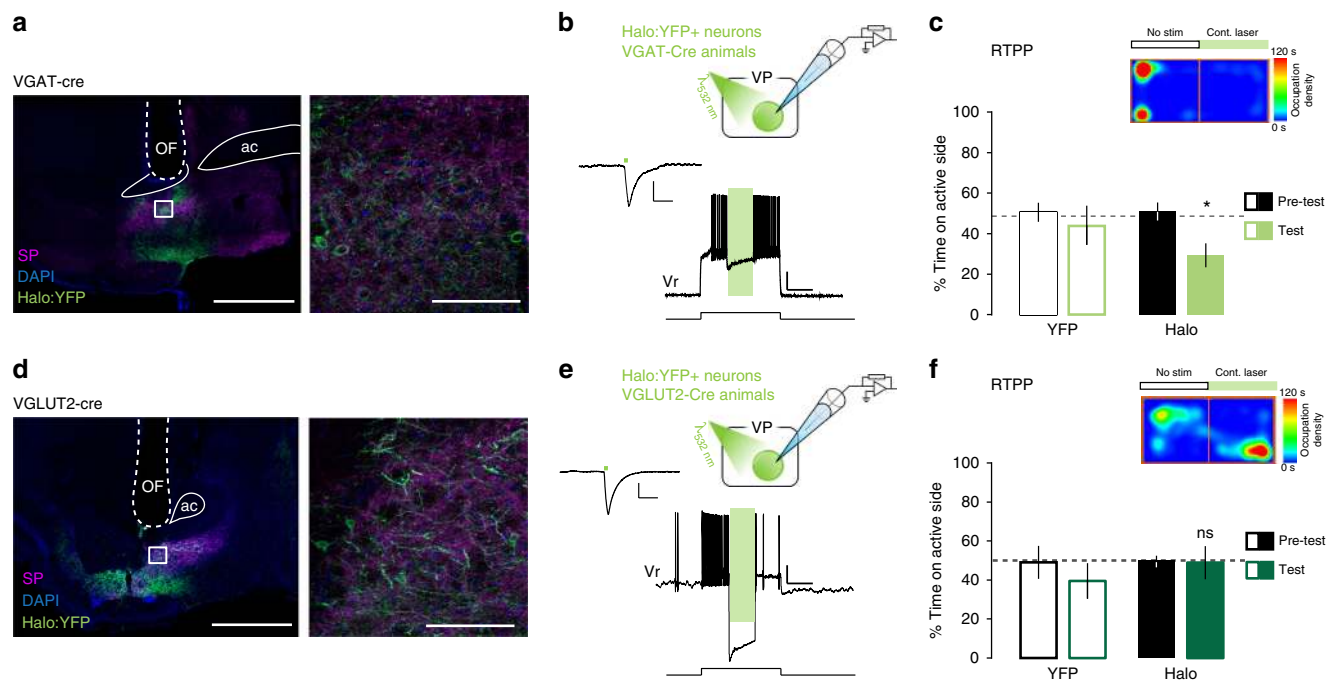 a
VGAT-cre
OF
ac
SP
DAPI
Halo:YFP
b
Halo:YFP+ neurons
VGAT-Cre animals
VP
λ~532 nm
Vr
c
RTPP
No stim
Cont. laser
120 s
Occupation
density
0 s
100
80
60
40
20
0
% Time on active side
*
Pre-test
Test
YFP
Halo
d
VGLUT2-cre
OF
ac
SP
DAPI
Halo:YFP
e
Halo:YFP+ neurons
VGLUT2-Cre animals
VP
λ~532 nm
Vr
f
RTPP
No stim
Cont. laser
120 s
Occupation
density
0 s
100
80
60
40
20
0
% Time on active side
ns
Pre-test
Test
YFP
Halo